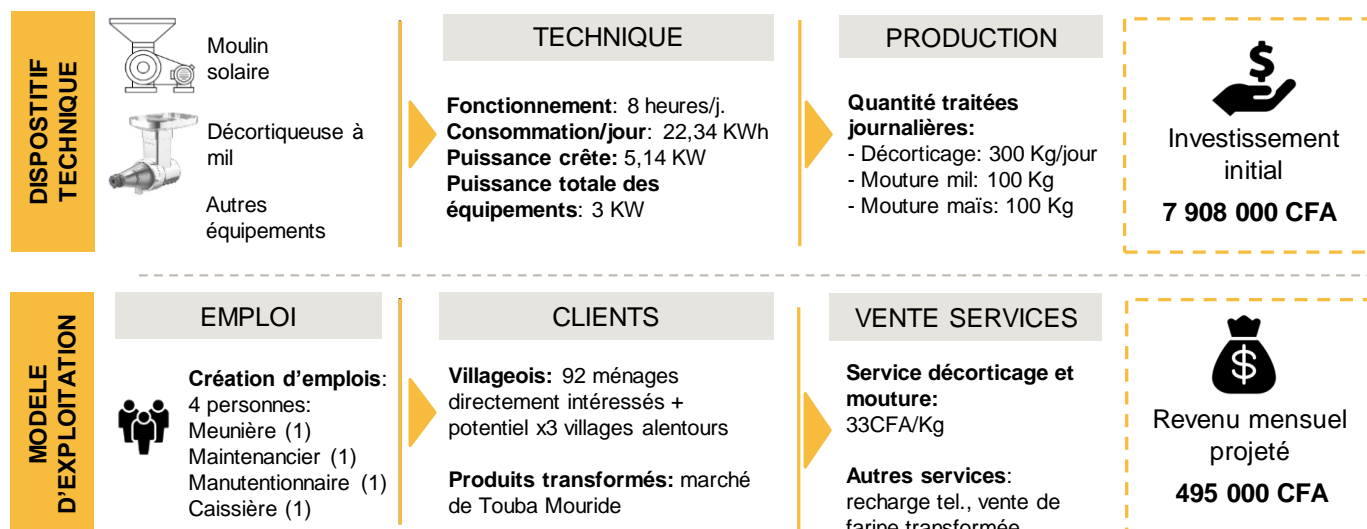 DISPOSTITIF
TECHNIQUE
Moulin
solaire
Décortiqueuse à
mil
Autres
équipements
TECHNIQUE
Fonctionnement: 8 heures/j.
Consommation/jour: 22,34 KWh
Puissance crête: 5,14 KW
Puissance totale des
équipements: 3 KW
PRODUCTION
Quantité traitées
journalières:
- Décorticage: 300 Kg/jour
- Mouture mil: 100 Kg
- Mouture maïs: 100 Kg
$
Investissement
initial
7 908 000 CFA
MODELE
D'EXPLOITATION
EMPLOI
Création d'emplois:
4 personnes:
Meunière (1)
Maintenancier (1)
Manutentionnaire (1)
Caissière (1)
CLIENTS
Villageois: 92 ménages
directement intéressés +
potentiel x3 villages alentours
Produits transformés: marché
de Touba Mouride
VENTE SERVICES
Service décorticage et
mouture:
33CFA/Kg
Autres services:
recharge tel., vente de
farine transformée
$
Revenu mensuel
projeté
495 000 CFA